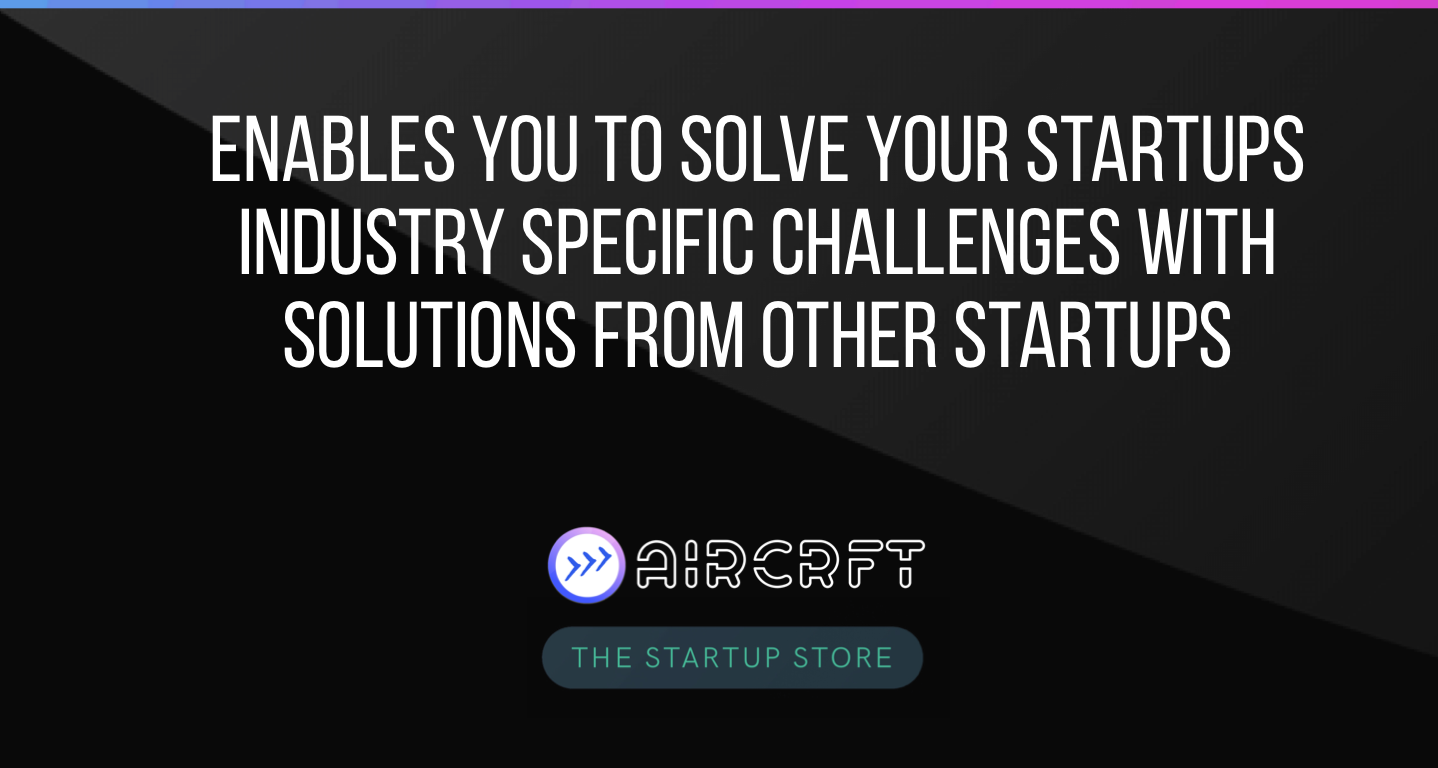 ENABLES YOU TO SOLVE YOUR STARTUPS
INDUSTRY SPECIFIC CHALLENGES WITH
SOLUTIONS FROM OTHER STARTUPS
AIRCRFT
THE STARTUP STORE